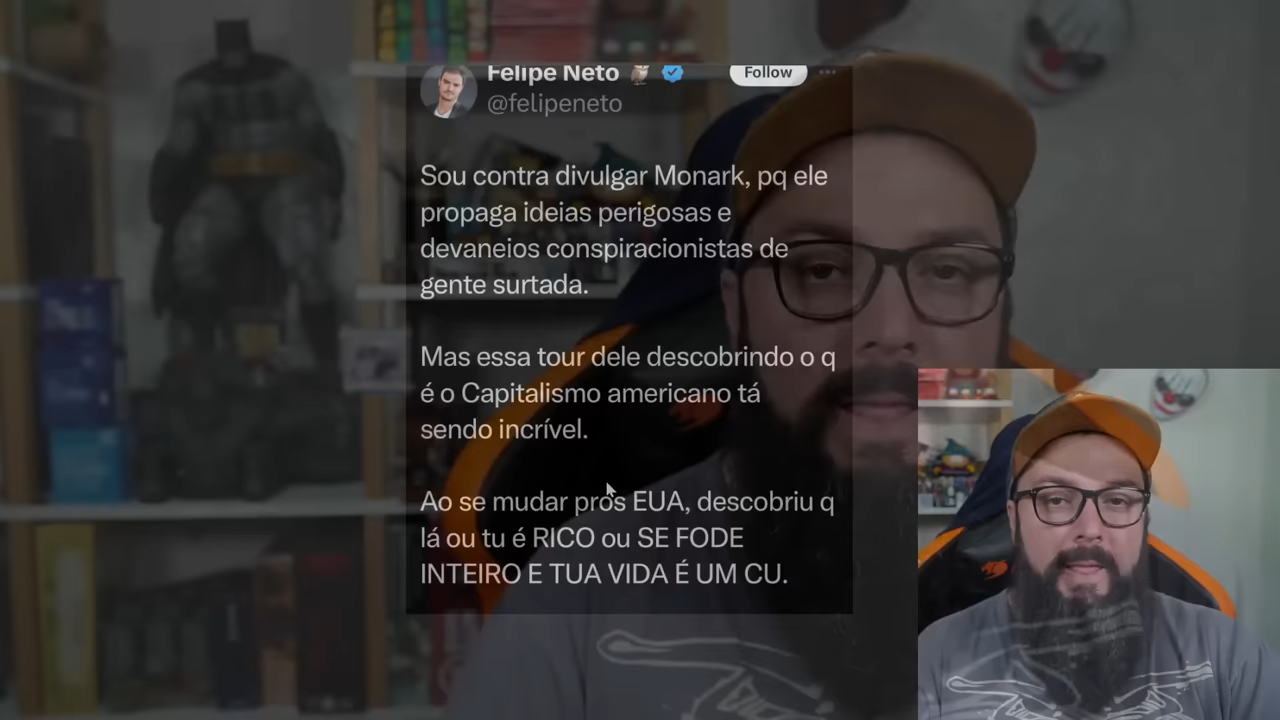 Felipe Neto 🦉
Follow ...
@felipeneto
Sou contra divulgar Monark, pq ele
propaga ideias perigosas e
devaneios conspiracionistas de
gente surtada.
Mas essa tour dele descobrindo o q
é o Capitalismo americano tá
sendo incrível.
Ao se mudar pros EUA, descobriu q
lá ou tu é RICO ou SE FODE
INTEIRO E TUA VIDA É UM CU.